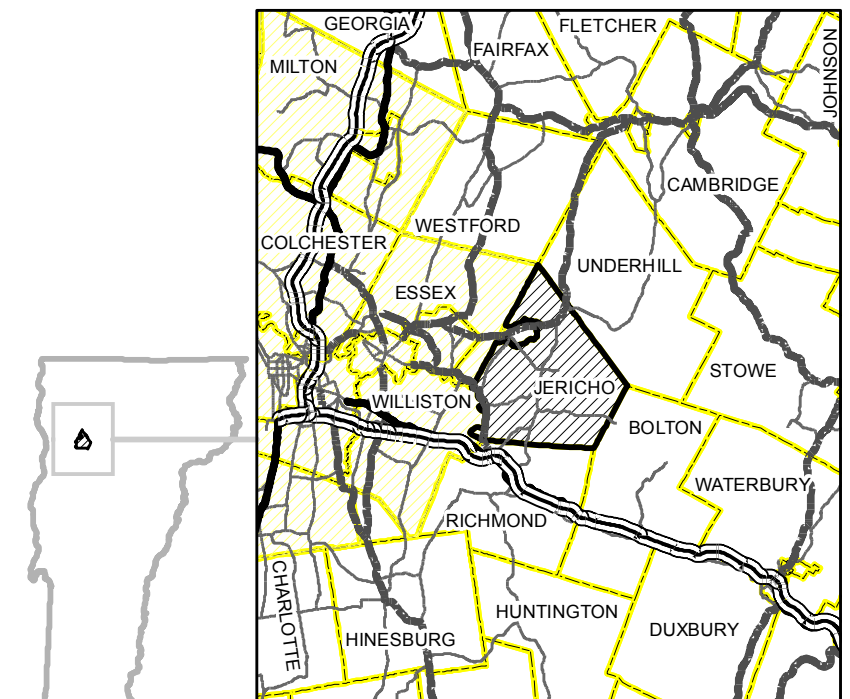 GEORGIA
FLETCHER
FAIRFAX
JOHNSON
MILTON
CAMBRIDGE
WESTFORD
COLCHESTER
UNDERHILL
ESSEX
STOWE
JERICHO
WILLISTON
BOLTON
WATERBURY
RICHMOND
CHARLOTTE
HUNTINGTON
DUXBURY
HINESBURG